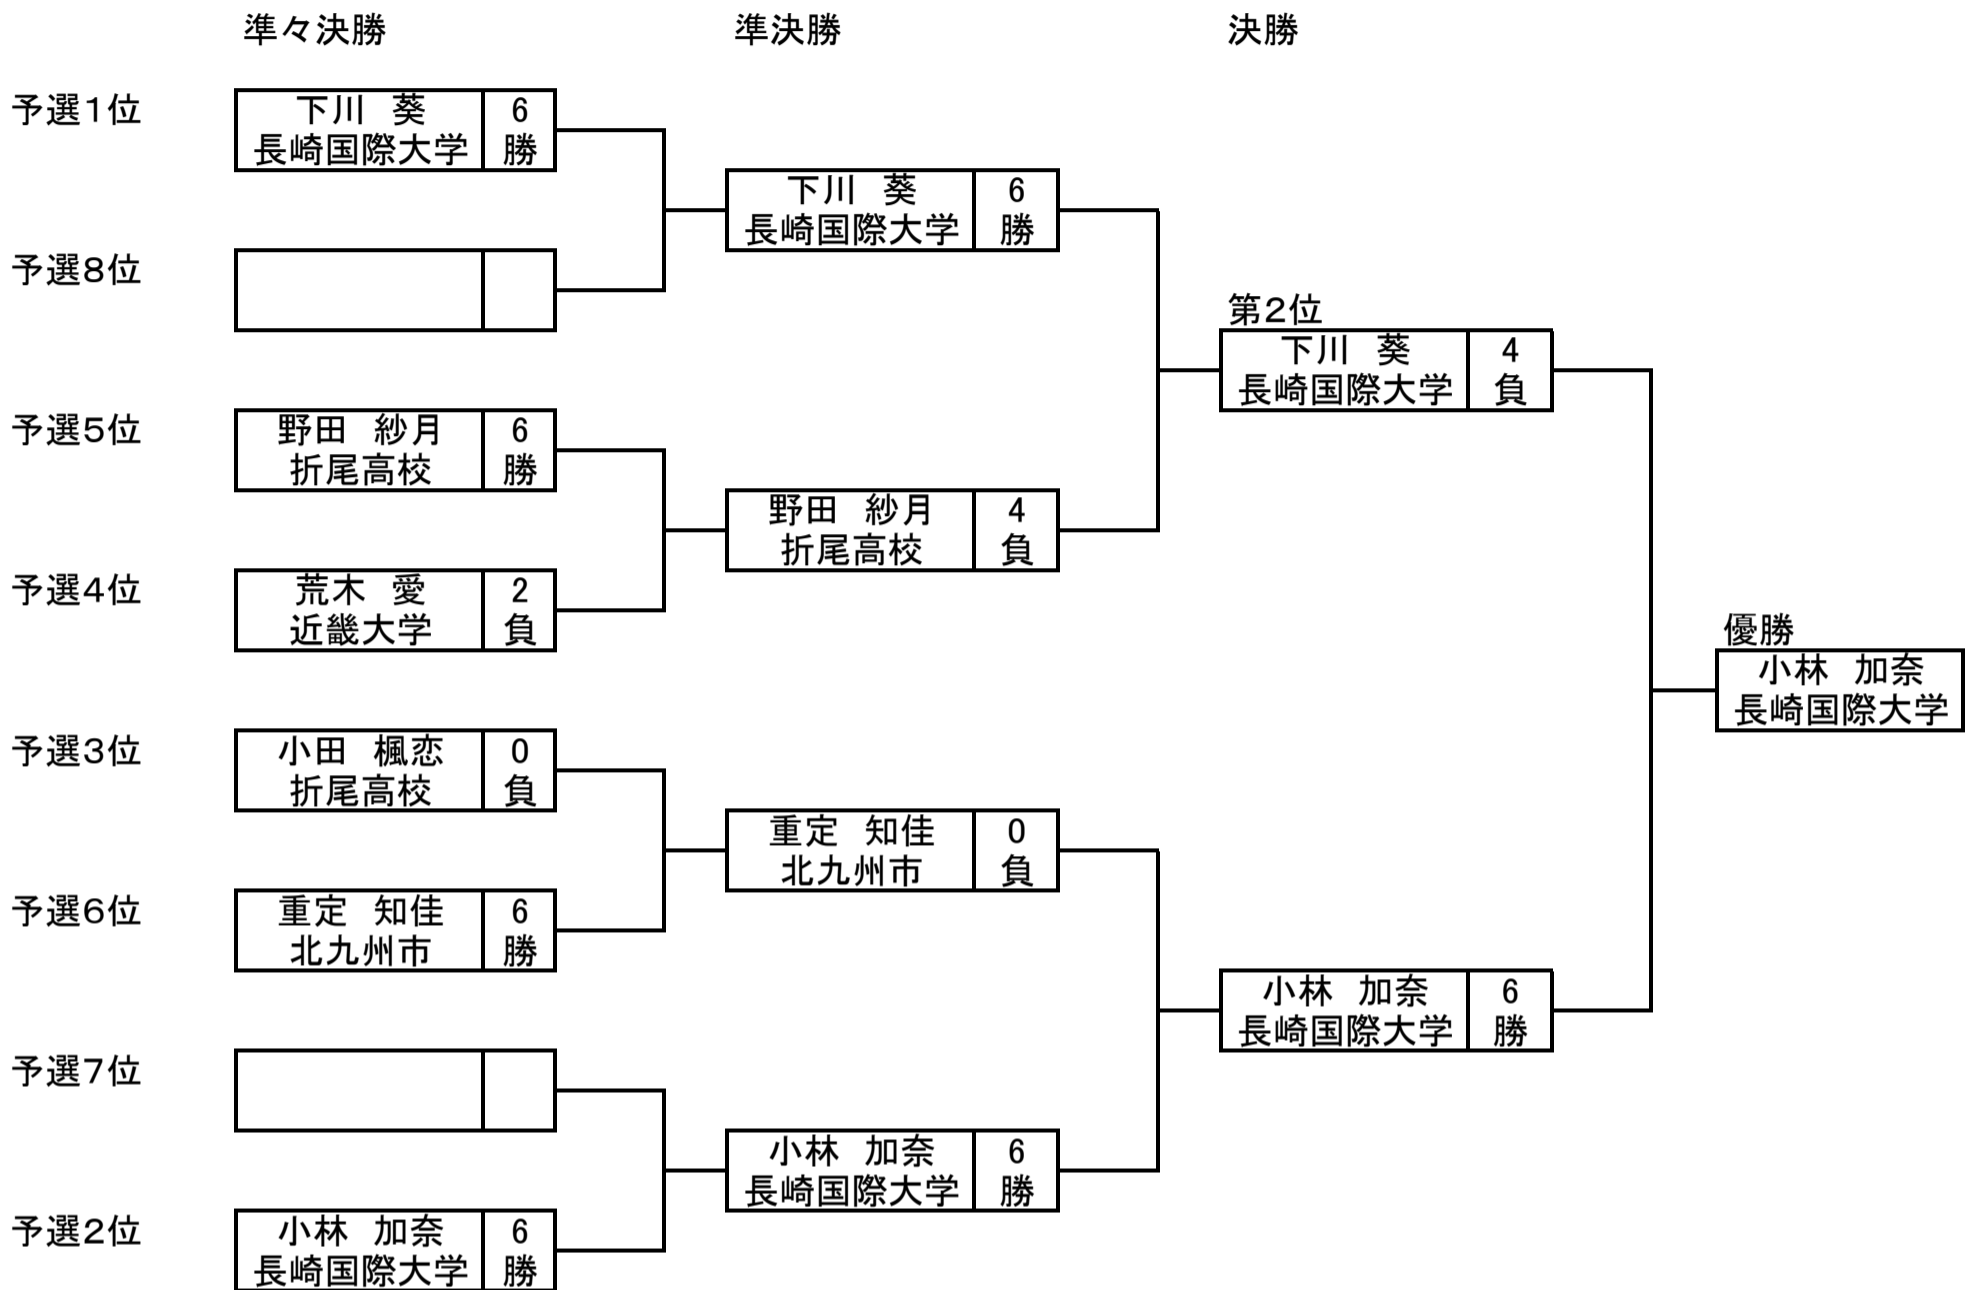 準々決勝 準決勝 決勝
予選1位
下川 葵 6
長崎国際大学 勝
下川 葵 6
長崎国際大学 勝
予選8位
第2位
下川 葵 4
長崎国際大学 負
予選5位
野田 紗月 6
折尾高校 勝
野田 紗月 4
折尾高校 負
予選4位
荒木 愛 2
近畿大学 負
優勝
小林 加奈
長崎国際大学
予選3位
小田 楓恋 0
折尾高校 負
重定 知佳 0
北九州市 負
予選6位
重定 知佳 6
北九州市 勝
小林 加奈 6
長崎国際大学 勝
予選7位
小林 加奈 6
長崎国際大学 勝
予選2位
小林 加奈 6
長崎国際大学 勝